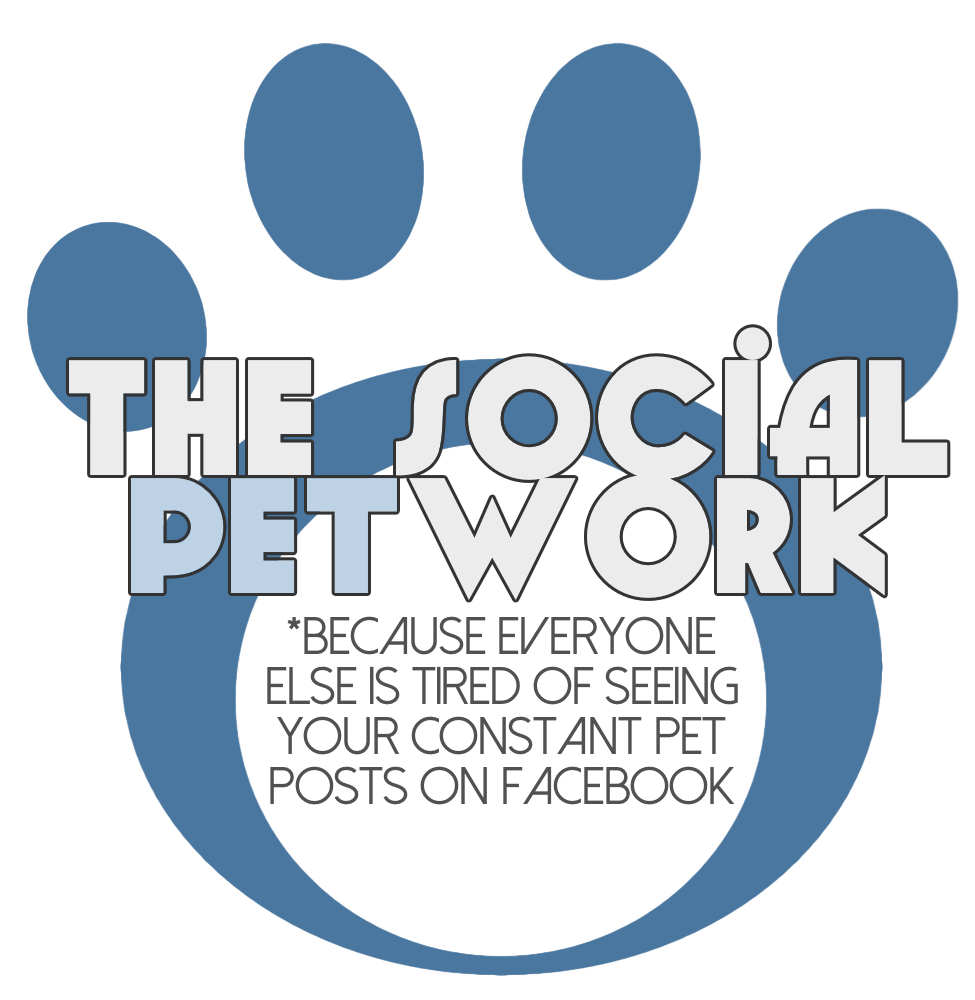 THE SOCiAL
PETWORK
*BECAUSE EVERYONE
ELSE IS TIRED OF SEEING
YOUR CONSTANT PET
POSTS ON FACEBOOK